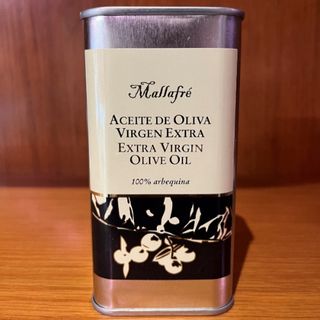 Mallafré
ACEITE DE OLIVA
VIRGEN EXTRA
EXTRA VIRGIN
OLIVE OIL
100% arbequina